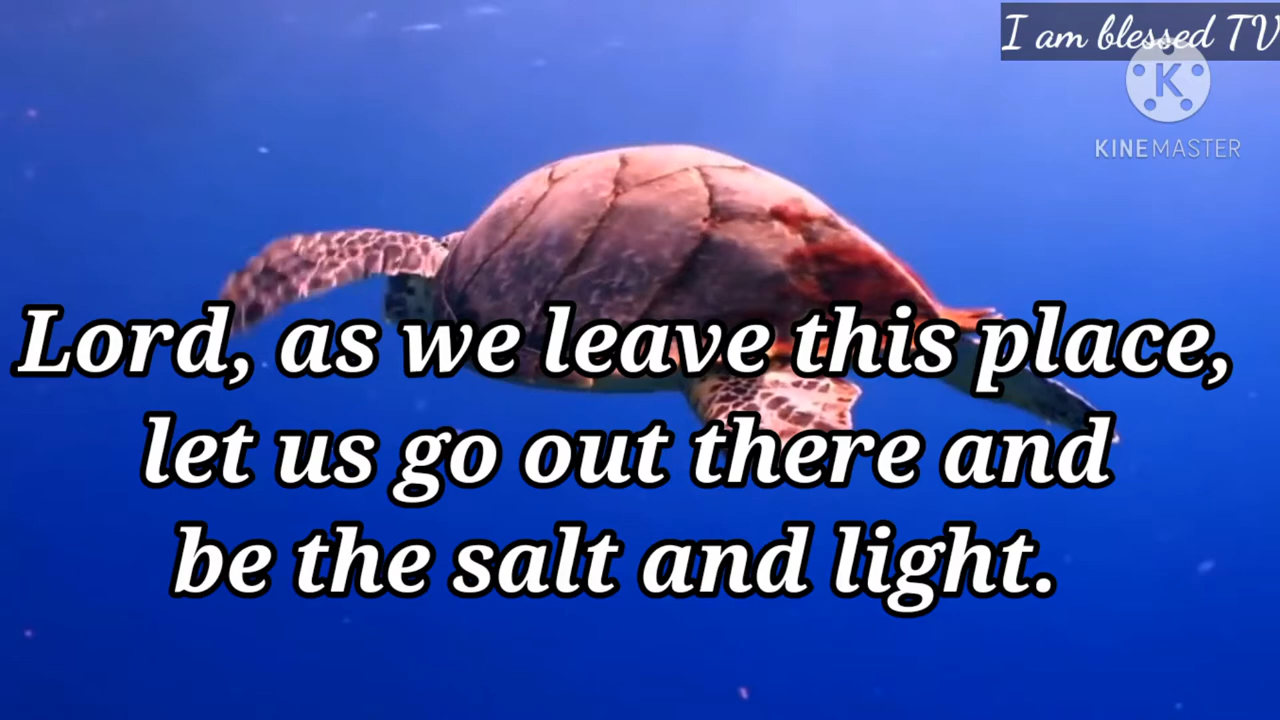 I am blessed TV
K
KINEMASTER
Lord, as we leave this place,
let us go out there and
be the salt and light.